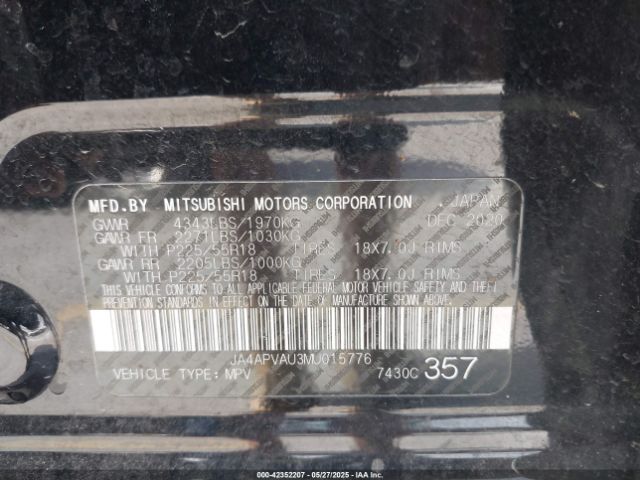 MFD.BY MITSUBISHI MOTORS CORPORATION JAPAN
GVWR 4343LBS/1970KG DEC 2020
GAWR FR 2271LBS/1030KG
WITH P225/55R18 TIRES 18X7.0J RIMS
GAWR RR 2205LBS/1000KG
WITH P225/55R18 TIRES 18X7.0J RIMS
THIS VEHICLE CONFORMS TO ALL APPLICABLE FEDERAL MOTOR VEHICLE SAFETY AND THEFT
PREVENTION STANDARDS IN EFFECT ON THE DATE OF MANUFACTURE SHOWN ABOVE.
JA4APVAU3MU015776
VEHICLE TYPE: MPV 7430C 357
000-42352207 - 05/27/2025 - IAAI.COM